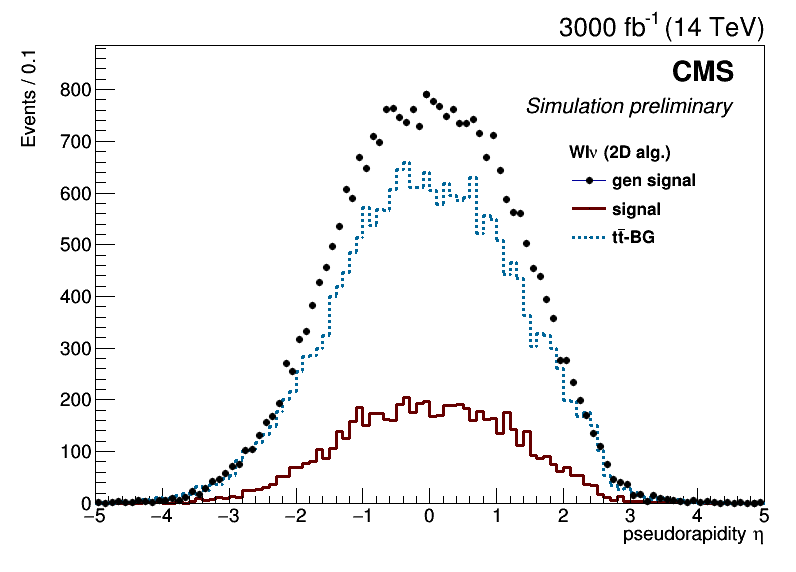 3000 fb⁻¹ (14 TeV)
Events / 0.1
CMS
Simulation preliminary
Wlν (2D alg.)
gen signal
signal
tt̄-BG
800
700
600
500
400
300
200
100
0
−5 −4 −3 −2 −1 0 1 2 3 4 5
pseudorapidity η